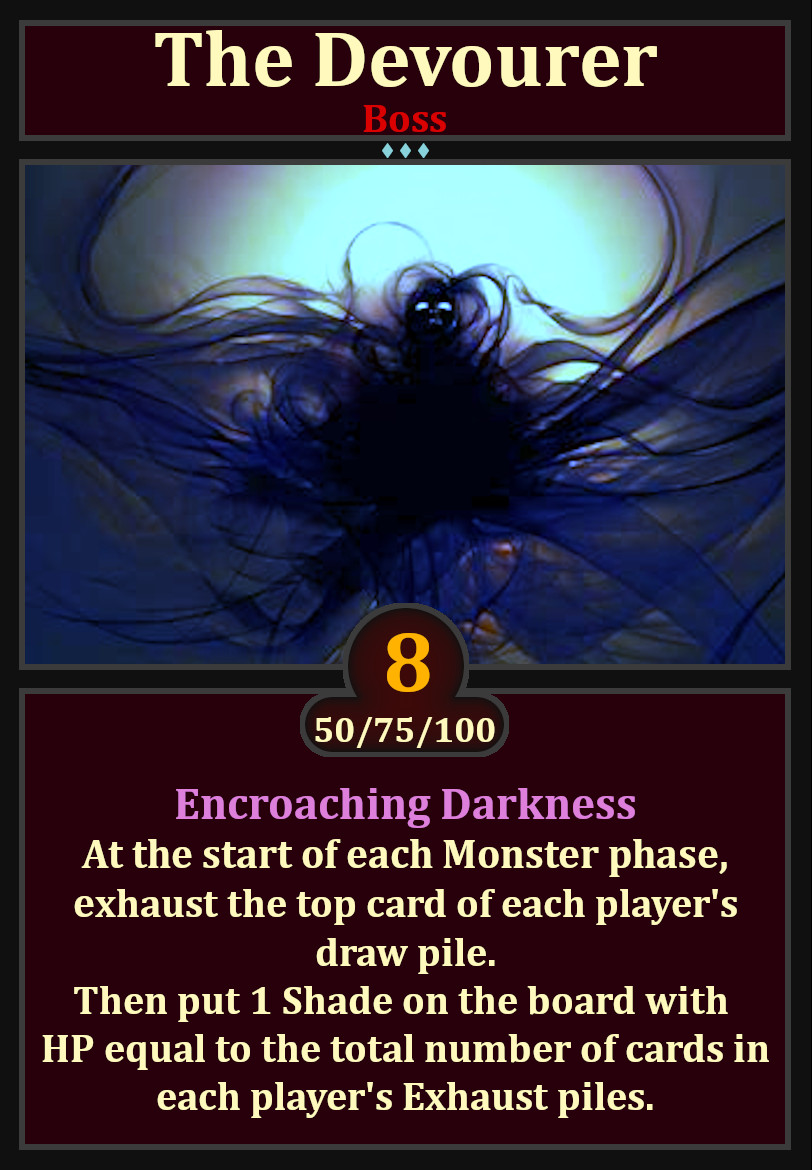 The Devourer
Boss
8
50/75/100
Encroaching Darkness
At the start of each Monster phase,
exhaust the top card of each player's
draw pile.
Then put 1 Shade on the board with
HP equal to the total number of cards in
each player's Exhaust piles.